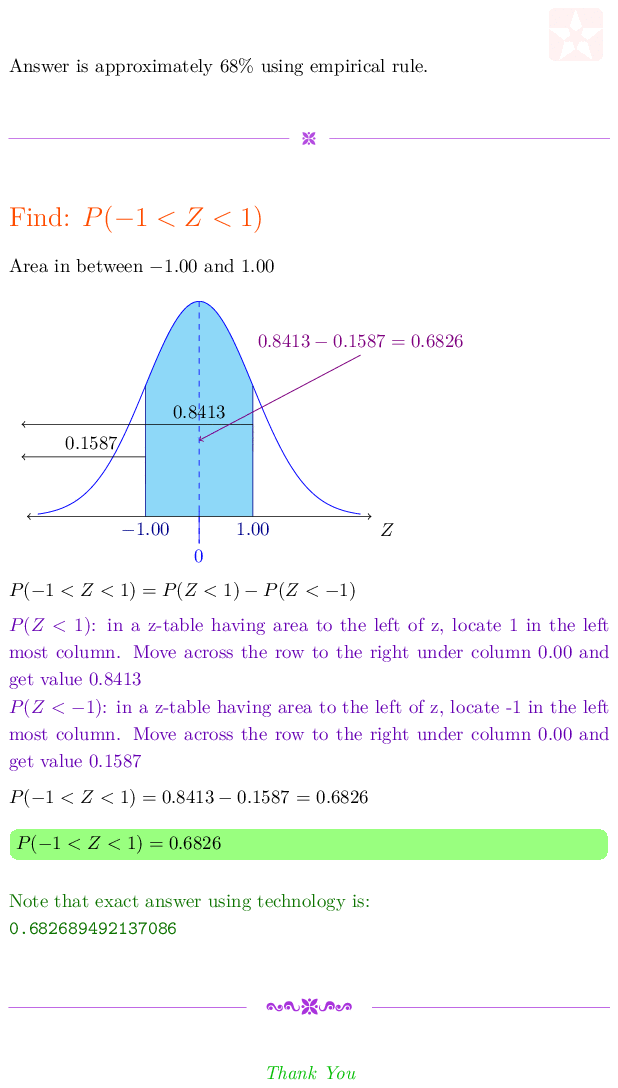 Answer is approximately 68% using empirical rule.
Find: P(−1 < Z < 1)
Area in between −1.00 and 1.00
0.8413 − 0.1587 = 0.6826
0.8413
0.1587
−1.00
1.00
Z
0
P(−1 < Z < 1) = P(Z < 1) − P(Z < −1)
P(Z < 1): in a z-table having area to the left of z, locate 1 in the left
most column. Move across the row to the right under column 0.00 and
get value 0.8413
P(Z < −1): in a z-table having area to the left of z, locate -1 in the left
most column. Move across the row to the right under column 0.00 and
get value 0.1587
P(−1 < Z < 1) = 0.8413 − 0.1587 = 0.6826
P(−1 < Z < 1) = 0.6826
Note that exact answer using technology is:
0.682689492137086
Thank You